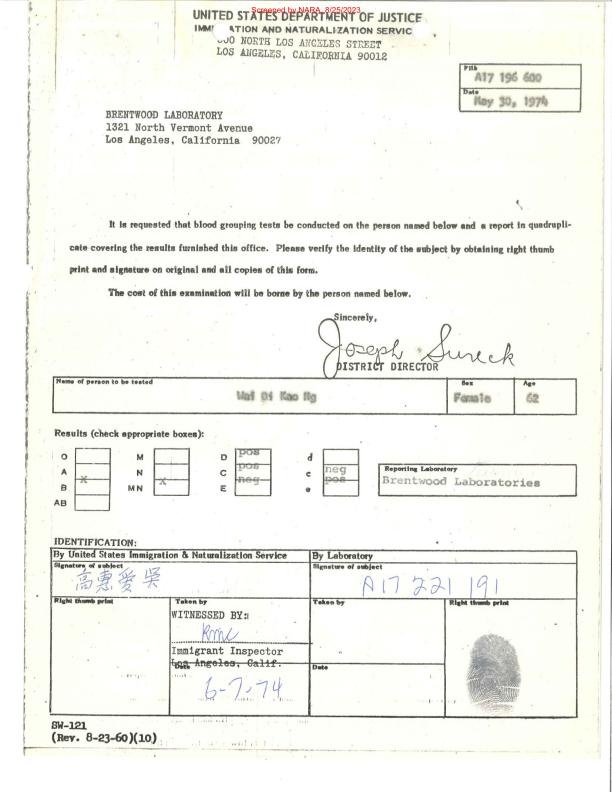 Screened by NARA, 8/25/2023
UNITED STATES DEPARTMENT OF JUSTICE
IMMI ATION AND NATURALIZATION SERVIC
00 NORTH LOS ANGELES STREET
LOS ANGELES, CALIFORNIA 90012
File
A17 196 600
Date
May 30, 1974
BRENTWOOD LABORATORY
1321 North Vermont Avenue
Los Angeles, California 90027
It is requested that blood grouping tests be conducted on the person named below and a report in quadrupli-
cate covering the results furnished this office. Please verify the identity of the subject by obtaining right thumb
print and signature on original and all copies of this form.
The cost of this examination will be borne by the person named below.
Sincerely,
Joseph Sureck
DISTRICT DIRECTOR
Name of person to be tested Sex Age
Wai Di Kao Ng Female 62
Results (check appropriate boxes):
O M D pos d
A N C pos c neg
B X MN X E neg e pos
AB
Reporting Laboratory
Brentwood Laboratories
IDENTIFICATION:
By United States Immigration & Naturalization Service By Laboratory
Signature of subject Signature of subject
高惠愛吳 A17 221 191
Right thumb print Taken by Taken by Right thumb print
WITNESSED BY:
RMC
Immigrant Inspector
Los Angeles, Calif.
Date Date
6-7-74
SW-121
(Rev. 8-23-60)(10)